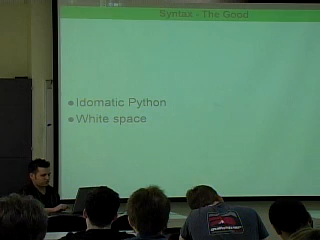 Syntax - The Good
● Idomatic Python
● White space